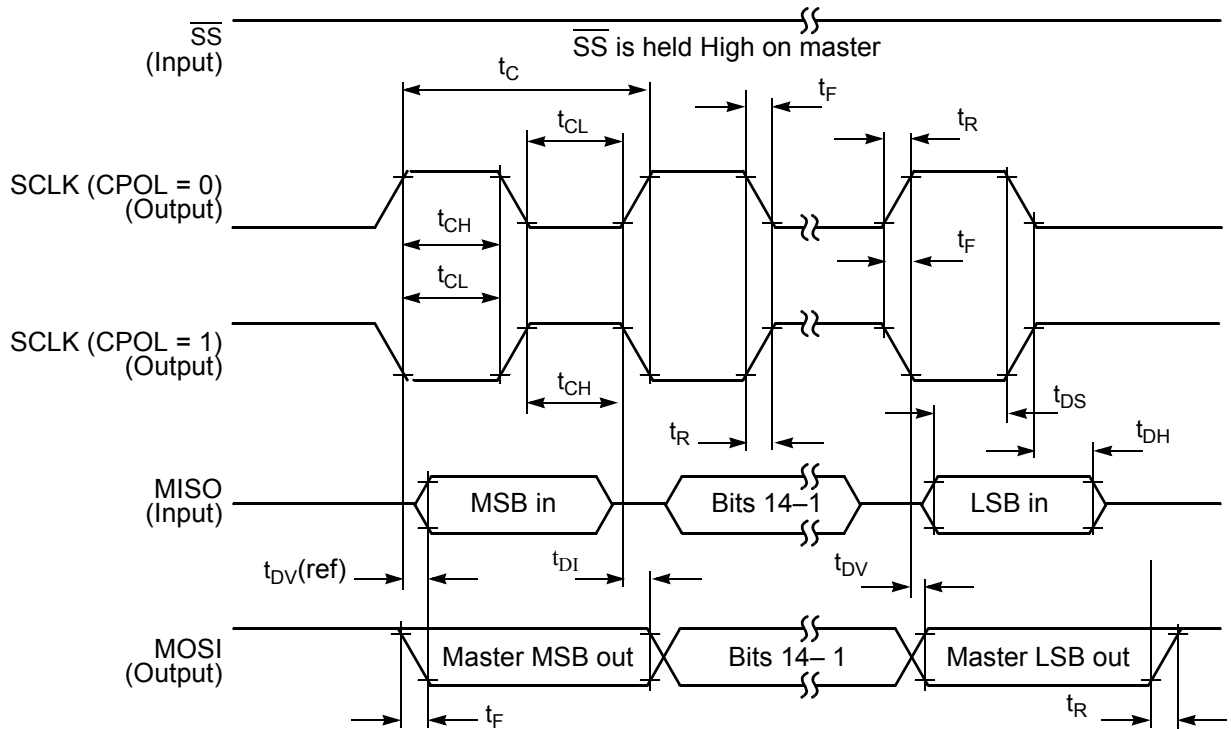 SS
(Input)
SS is held High on master
tC
tF
tCL
tR
SCLK (CPOL = 0)
(Output)
tCH
tF
tCL
SCLK (CPOL = 1)
(Output)
tCH
tDS
tR
tDH
MISO
(Input)
MSB in
Bits 14–1
LSB in
tDV(ref)
tDI
tDV
MOSI
(Output)
Master MSB out
Bits 14– 1
Master LSB out
tF
tR